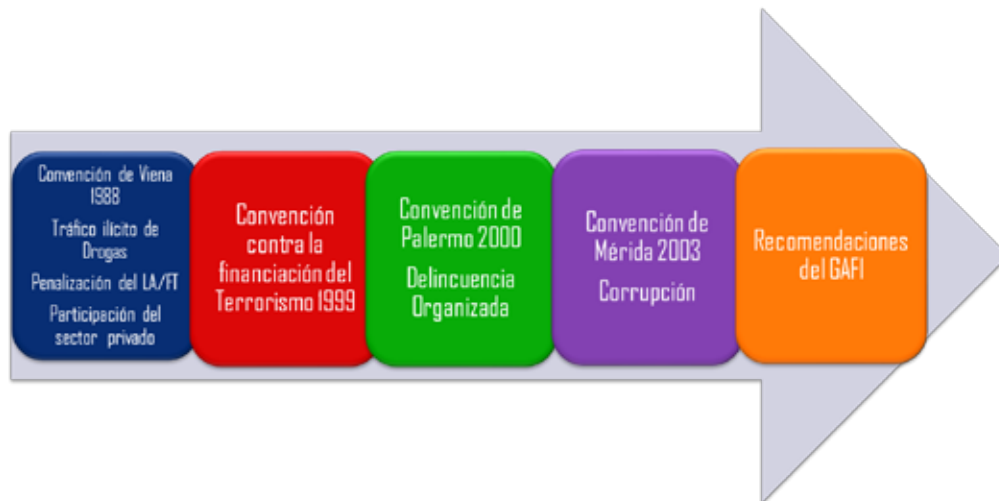 Convención de Viena
1988
Tráfico ilícito de
Drogas
Penalización del LA/FT
Participación del
sector privado
Convención
contra la
financiación del
Terrorismo 1999
Convención de
Palermo 2000
Delincuencia
Organizada
Convención de
Mérida 2003
Corrupción
Recomendaciones
del GAFI